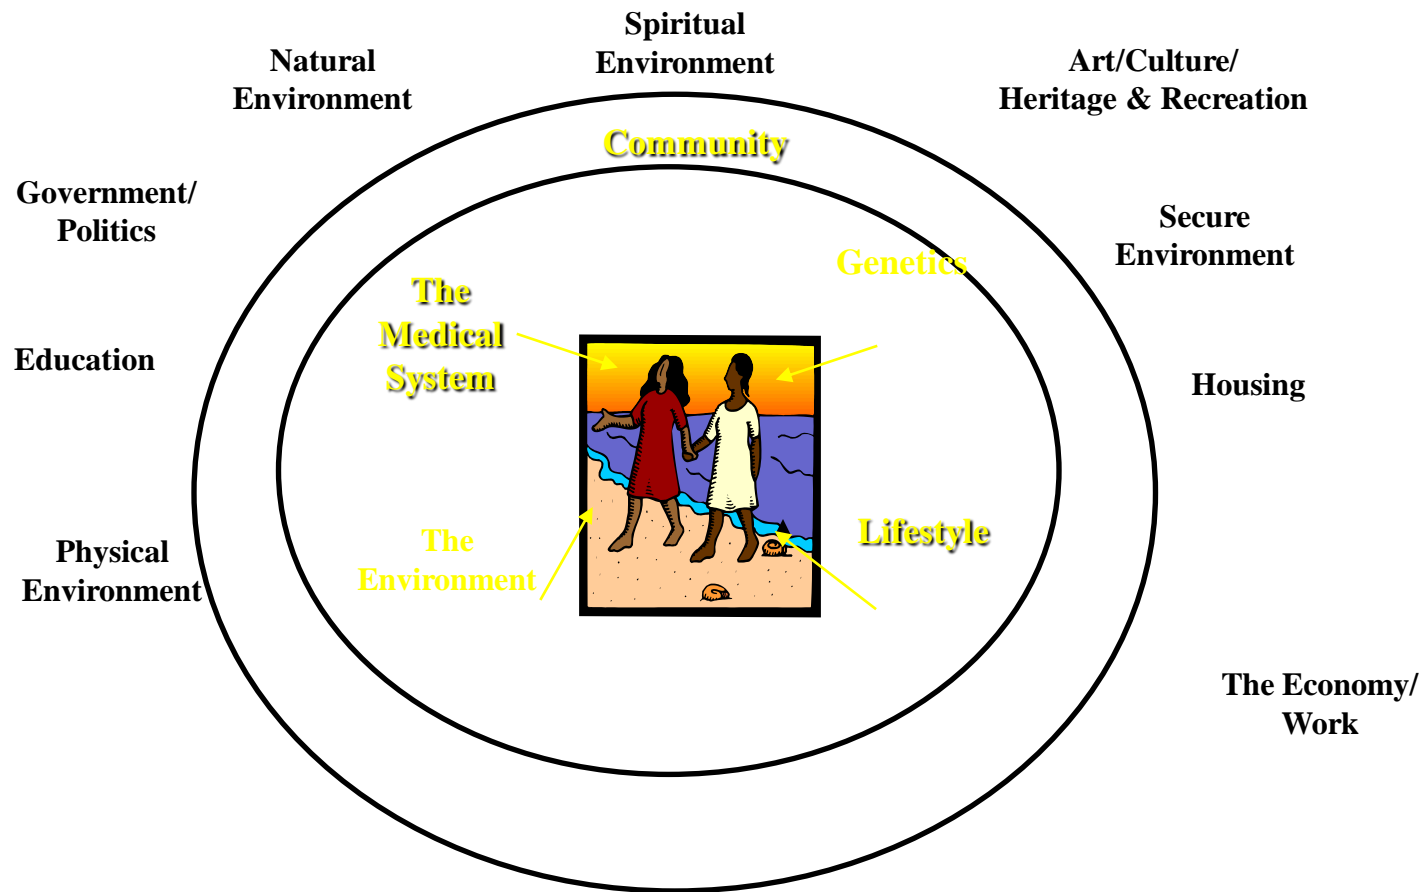 Spiritual
Environment
Natural
Environment
Art/Culture/
Heritage & Recreation
Community
Government/
Politics
Secure
Environment
Genetics
The
Medical
System
Education
Housing
The
Environment
Lifestyle
Physical
Environment
The Economy/
Work